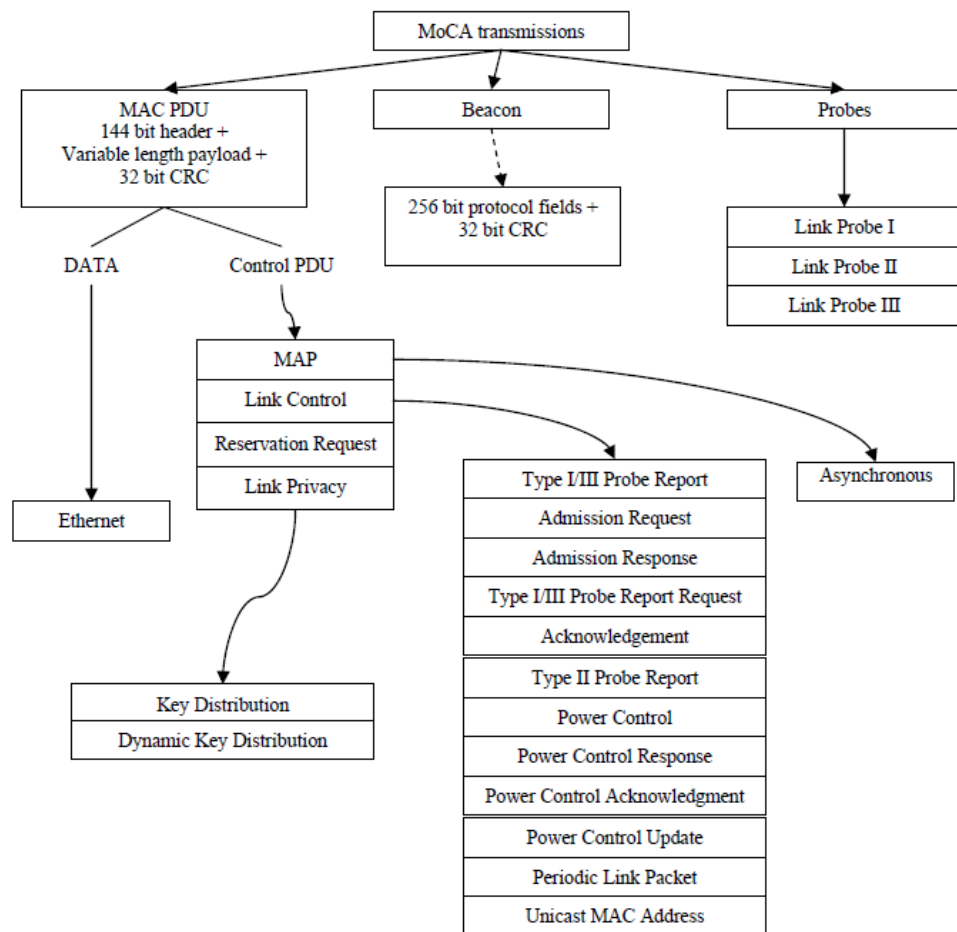 MoCA transmissions
MAC PDU
144 bit header +
Variable length payload +
32 bit CRC
Beacon
Probes
256 bit protocol fields +
32 bit CRC
Link Probe I
Link Probe II
Link Probe III
DATA
Control PDU
MAP
Link Control
Reservation Request
Link Privacy
Ethernet
Type I/III Probe Report
Admission Request
Admission Response
Type I/III Probe Report Request
Acknowledgement
Type II Probe Report
Power Control
Power Control Response
Power Control Acknowledgment
Power Control Update
Periodic Link Packet
Unicast MAC Address
Asynchronous
Key Distribution
Dynamic Key Distribution